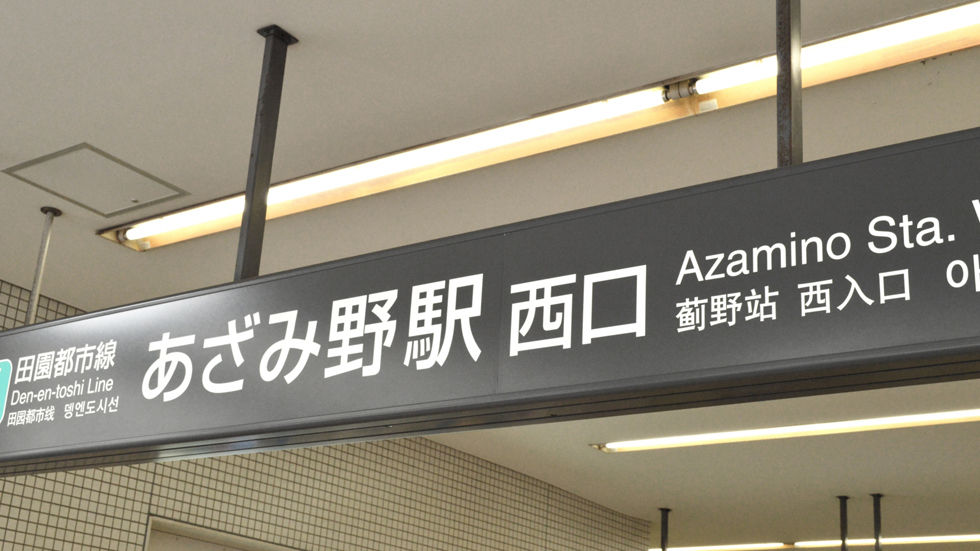 田園都市線
Den-en-toshi Line
田园都市线 뎅엔도시선
あざみ野駅 西口
Azamino Sta.
蓟野站 西入口